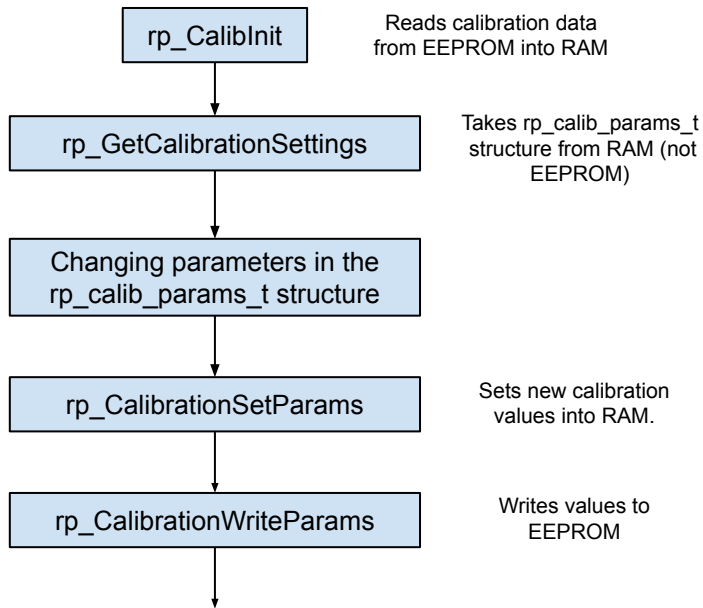 rp_CalibInit
Reads calibration data
from EEPROM into RAM
rp_GetCalibrationSettings
Takes rp_calib_params_t
structure from RAM (not
EEPROM)
Changing parameters in the
rp_calib_params_t structure
rp_CalibrationSetParams
Sets new calibration
values into RAM.
rp_CalibrationWriteParams
Writes values to
EEPROM